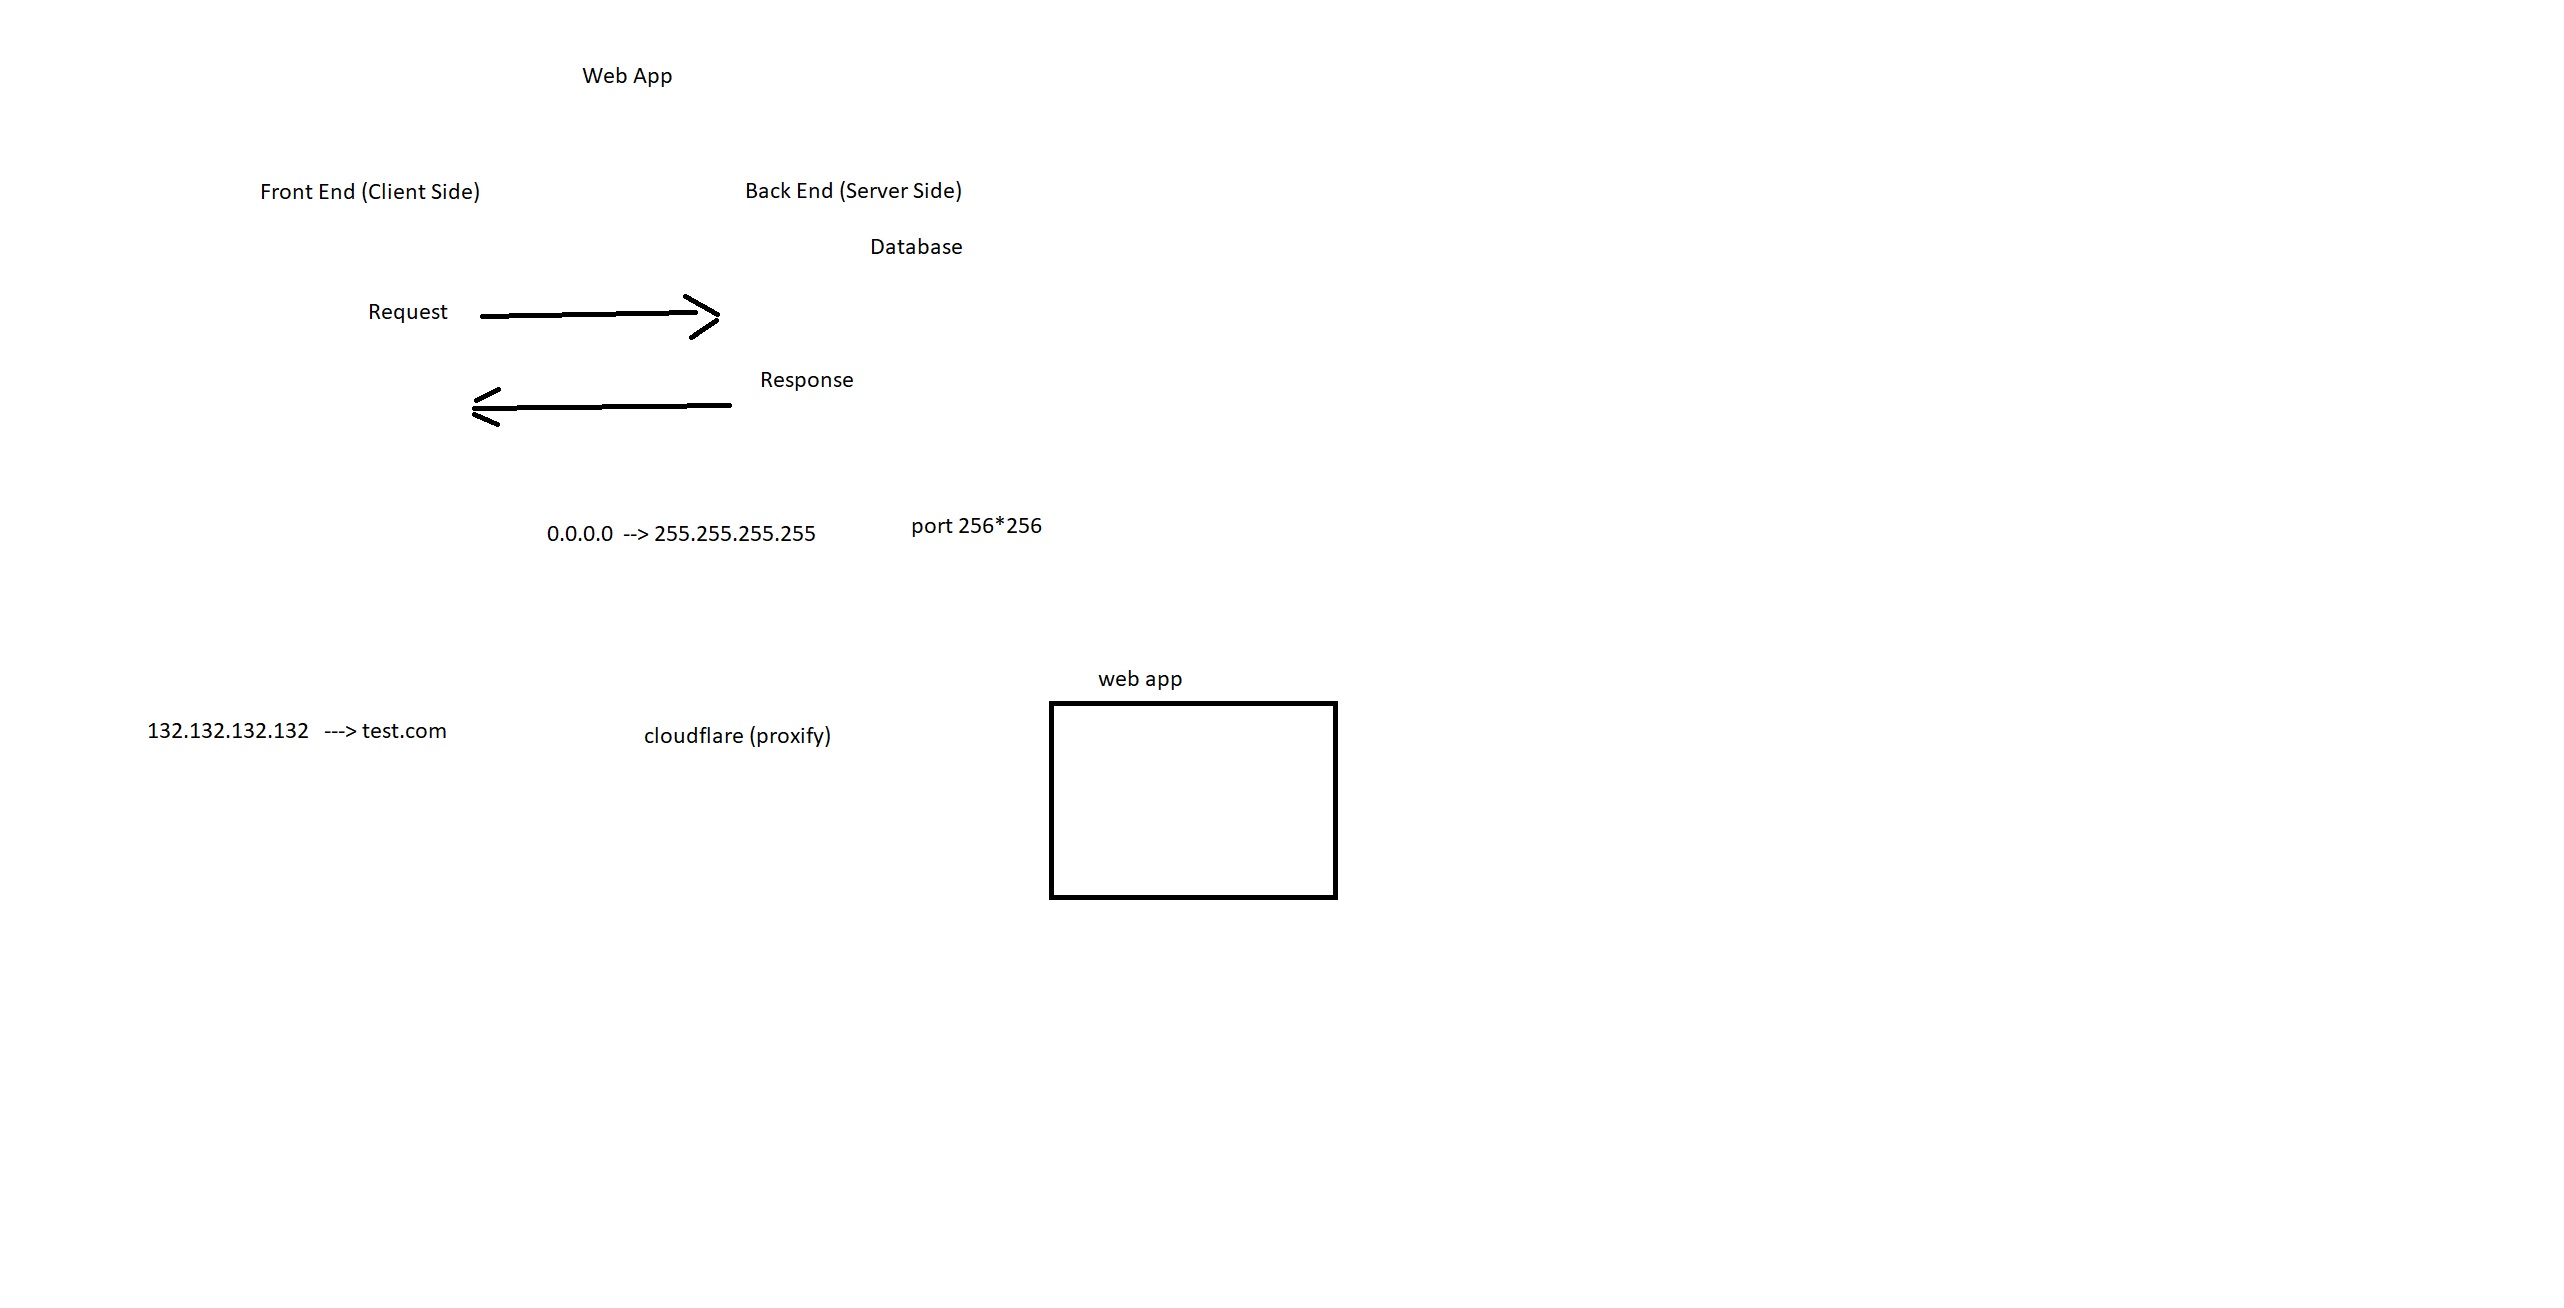 Web App
Front End (Client Side)
Back End (Server Side)
Database
Request
Response
0.0.0.0 --> 255.255.255.255
port 256*256
web app
132.132.132.132 ---> test.com
cloudflare (proxify)